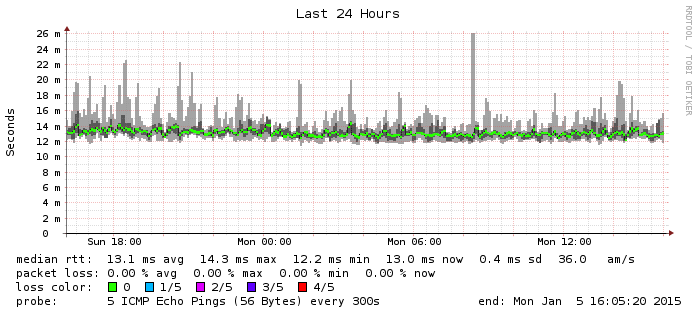 Last 24 Hours
RRDTOOL / TOBI OETIKER
Seconds
26 m
24 m
22 m
20 m
18 m
16 m
14 m
12 m
10 m
8 m
6 m
4 m
2 m
0
Sun 18:00 Mon 00:00 Mon 06:00 Mon 12:00
median rtt: 13.1 ms avg 14.3 ms max 12.2 ms min 13.0 ms now 0.4 ms sd 36.0 am/s
packet loss: 0.00 % avg 0.00 % max 0.00 % min 0.00 % now
loss color: 0 1/5 2/5 3/5 4/5
probe: 5 ICMP Echo Pings (56 Bytes) every 300s end: Mon Jan 5 16:05:20 2015